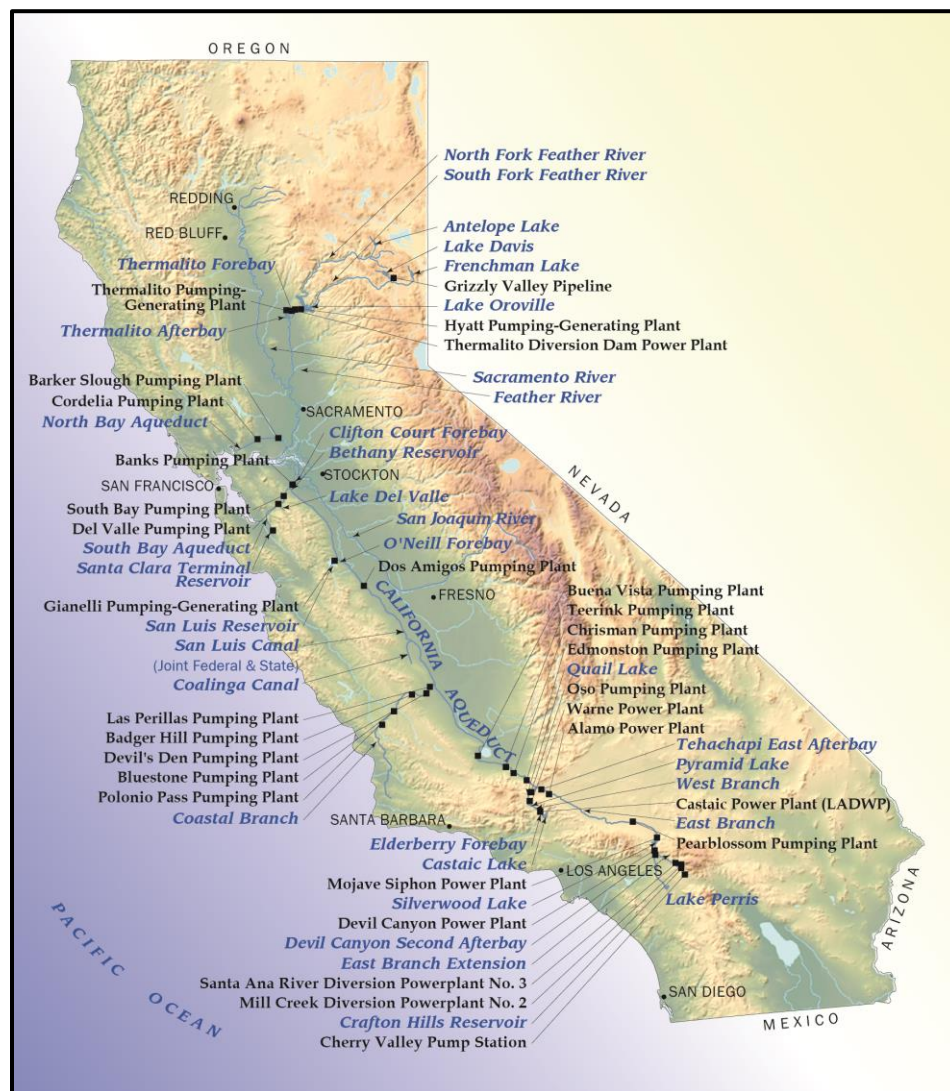 OREGON
North Fork Feather River
South Fork Feather River
REDDING
Antelope Lake
RED BLUFF
Lake Davis
Thermalito Forebay
Frenchman Lake
Grizzly Valley Pipeline
Thermalito Pumping-
Generating Plant
Lake Oroville
Hyatt Pumping-Generating Plant
Thermalito Afterbay
Thermalito Diversion Dam Power Plant
Sacramento River
Barker Slough Pumping Plant
Feather River
Cordelia Pumping Plant
SACRAMENTO
North Bay Aqueduct
Clifton Court Forebay
Bethany Reservoir
Banks Pumping Plant
STOCKTON
NEVADA
SAN FRANCISCO
Lake Del Valle
South Bay Pumping Plant
San Joaquin River
Del Valle Pumping Plant
South Bay Aqueduct
O'Neill Forebay
Santa Clara Terminal
Reservoir
Dos Amigos Pumping Plant
Buena Vista Pumping Plant
Gianelli Pumping-Generating Plant
FRESNO
Teerink Pumping Plant
San Luis Reservoir
Chrisman Pumping Plant
San Luis Canal
(Joint Federal & State)
CALIFORNIA
AQUEDUCT
Edmonston Pumping Plant
Quail Lake
Coalinga Canal
Oso Pumping Plant
Warne Power Plant
Las Perillas Pumping Plant
Alamo Power Plant
Badger Hill Pumping Plant
Tehachapi East Afterbay
Devil's Den Pumping Plant
Pyramid Lake
Bluestone Pumping Plant
West Branch
Polonio Pass Pumping Plant
Castaic Power Plant (LADWP)
Coastal Branch
SANTA BARBARA
East Branch
Elderberry Forebay
Pearblossom Pumping Plant
Castaic Lake
LOS ANGELES
Mojave Siphon Power Plant
Silverwood Lake
Lake Perris
ARIZONA
Devil Canyon Power Plant
PACIFIC OCEAN
Devil Canyon Second Afterbay
East Branch Extension
Santa Ana River Diversion Powerplant No. 3
Mill Creek Diversion Powerplant No. 2
SAN DIEGO
Crafton Hills Reservoir
MEXICO
Cherry Valley Pump Station